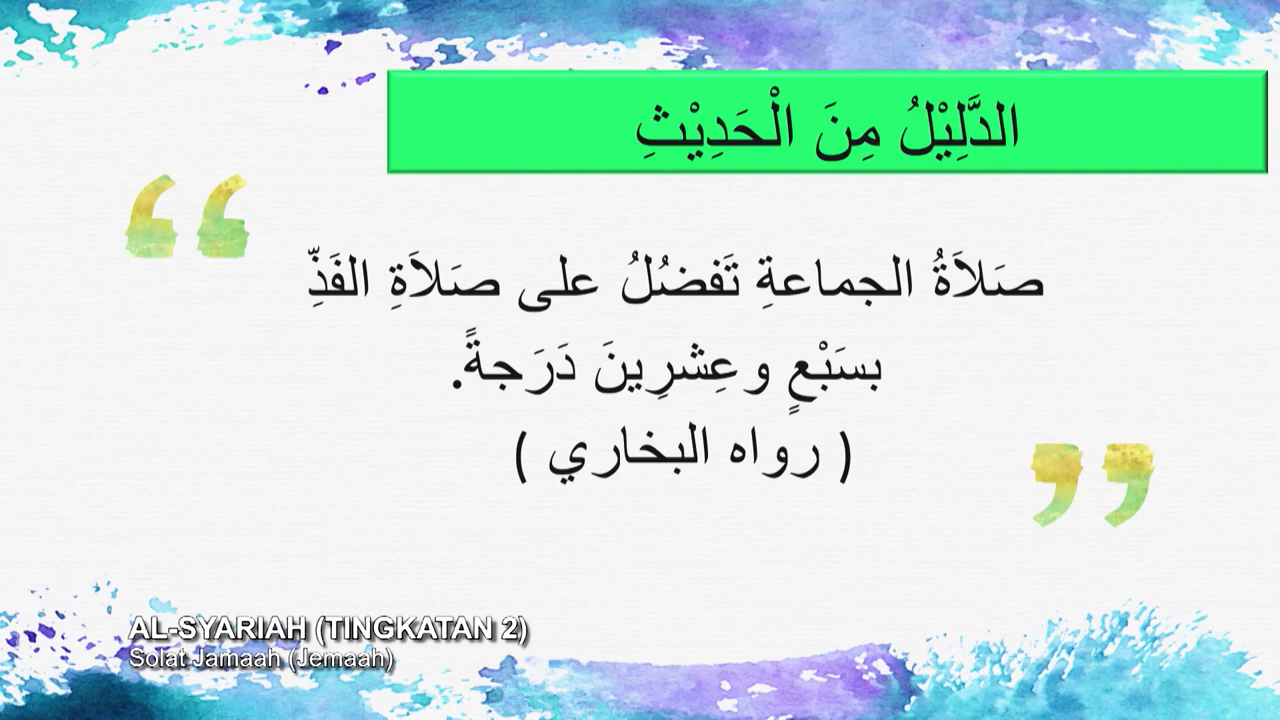 الدَّلِيْلُ مِنَ الْحَدِيْثِ
صَلَاَةُ الجماعةِ تَفضُلُ على صَلاَةِ الفَذِّ
بسَبْعٍ وعِشرِينَ دَرَجةً.
( رواه البخاري )
AL-SYARIAH (TINGKATAN 2)
Solat Jamaah (Jemaah)